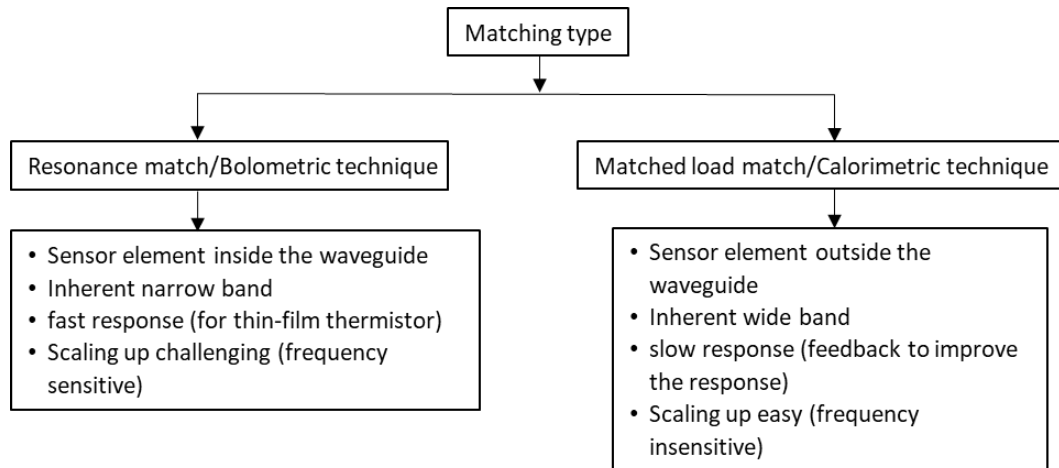 Matching type
Resonance match/Bolometric technique
• Sensor element inside the waveguide
• Inherent narrow band
• fast response (for thin-film thermistor)
• Scaling up challenging (frequency
sensitive)
Matched load match/Calorimetric technique
• Sensor element outside the
waveguide
• Inherent wide band
• slow response (feedback to improve
the response)
• Scaling up easy (frequency
insensitive)